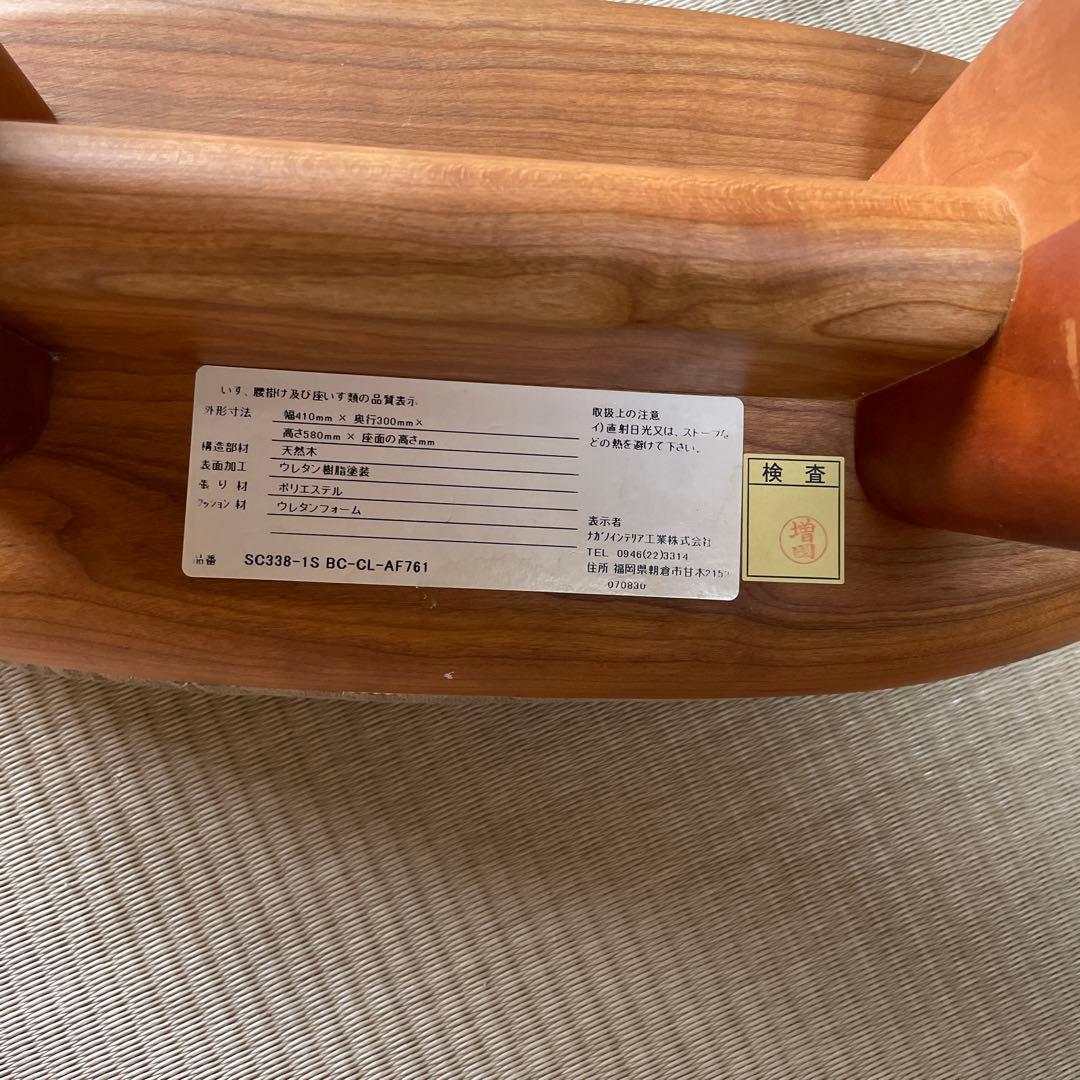 いす、腰掛け及び座いす類の品質表示
外形寸法 幅410mm × 奥行300mm×
高さ580mm × 座面の高さmm
構造部材 天然木
表面加工 ウレタン樹脂塗装
張り材 ポリエステル
クッション材 ウレタンフォーム
品番 SC338-1S BC-CL-AF761
取扱上の注意
イ)直射日光又は、ストーブな
どの熱を避けて下さい。
表示者
ナガノインテリア工業株式会社
TEL 0946(22)3314
住所 福岡県朝倉市甘木2152
070830
検査
増田